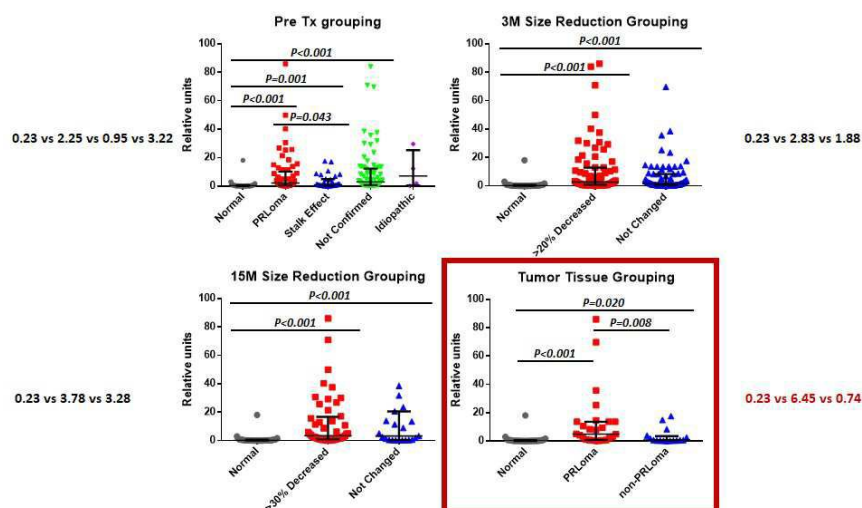 Pre Tx grouping
Relative units
100
80
60
40
20
0
P<0.001
P=0.001
P<0.001
P=0.043
Normal
PRLoma
Stalk Effect
Not Confirmed
Idiopathic
0.23 vs 2.25 vs 0.95 vs 3.22
3M Size Reduction Grouping
Relative units
100
80
60
40
20
0
P<0.001
P<0.001
Normal
>20% Decreased
Not Changed
0.23 vs 2.83 vs 1.88
15M Size Reduction Grouping
Relative units
100
80
60
40
20
0
P<0.001
P<0.001
Normal
>30% Decreased
Not Changed
0.23 vs 3.78 vs 3.28
Tumor Tissue Grouping
Relative units
100
80
60
40
20
0
P=0.020
P=0.008
P<0.001
Normal
PRLoma
non-PRLoma
0.23 vs 6.45 vs 0.74